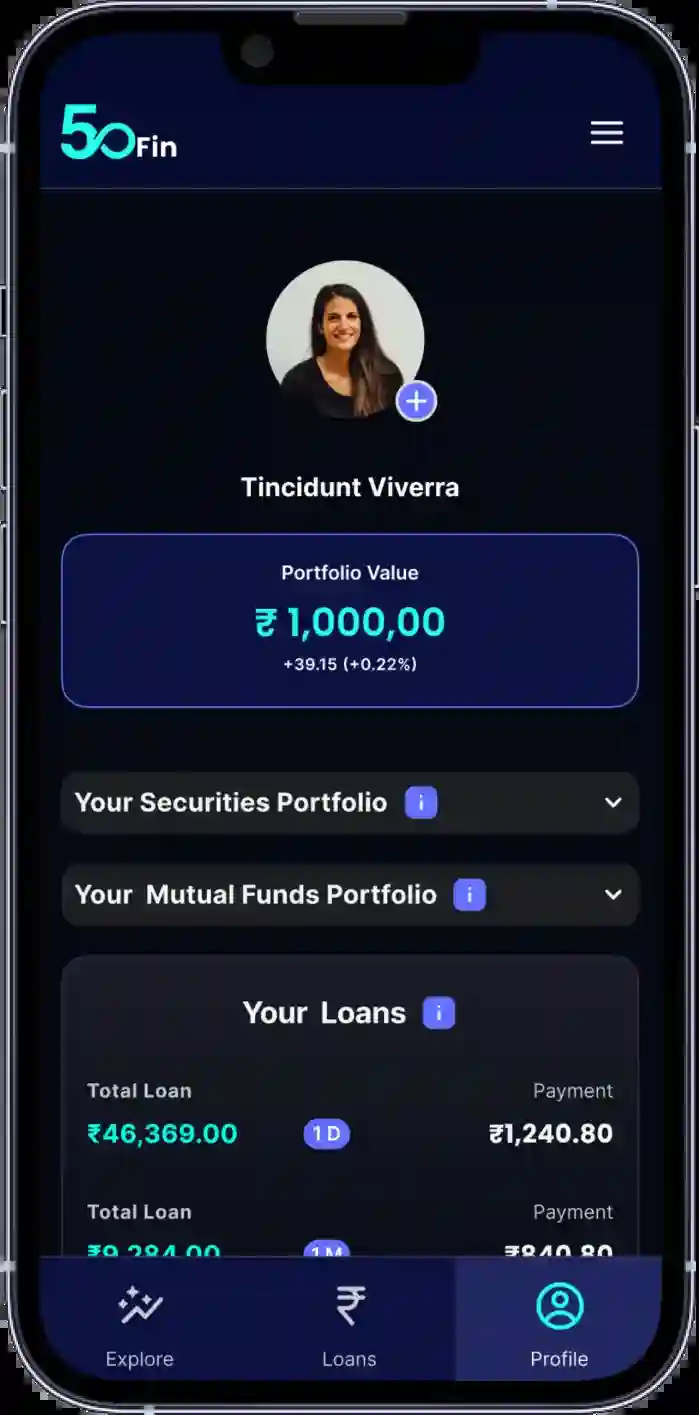 50Fin
Tincidunt Viverra
Portfolio Value
₹ 1,000,00
+39.15 (+0.22%)
Your Securities Portfolio i
Your Mutual Funds Portfolio i
Your Loans i
Total Loan Payment
₹46,369.00 1 D ₹1,240.80
Total Loan Payment
₹9,284.00 1 M ₹840.80
Explore ₹ Loans Profile